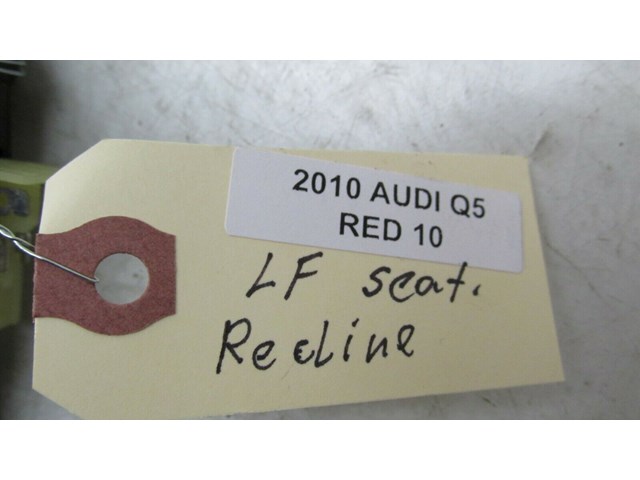 2010 AUDI Q5
RED 10
LF seat.
Recline